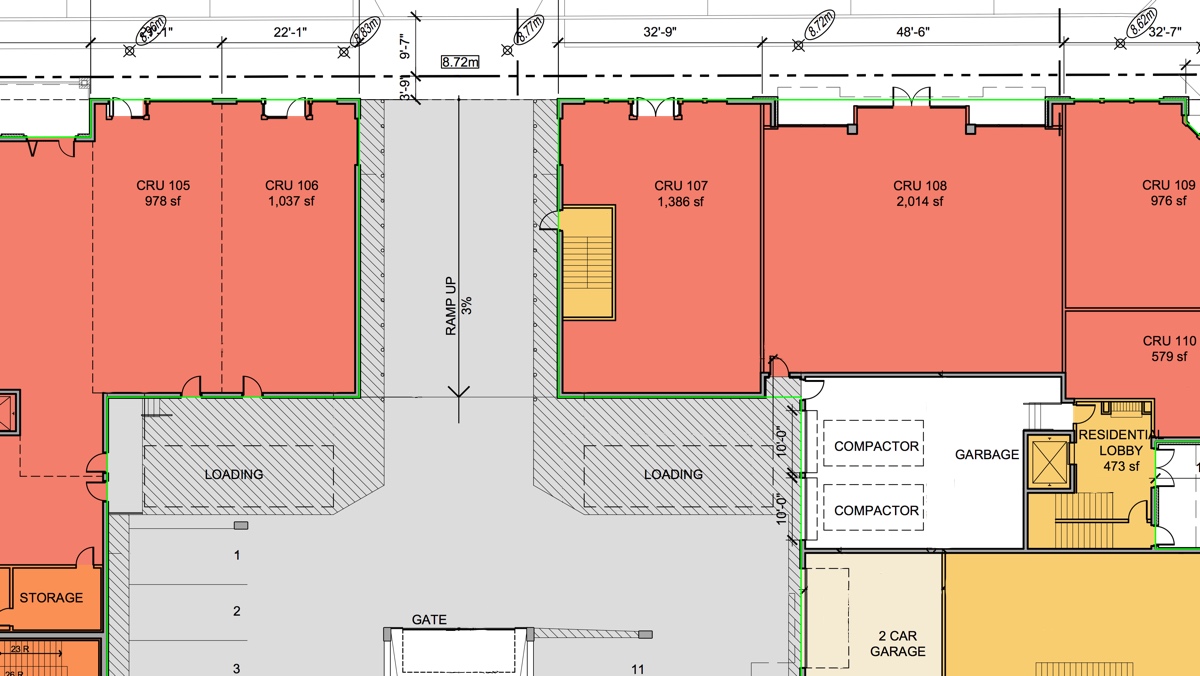 8.96m
8.83m
8.77m
8.72m
8.62m
22'-1"
9'-7"
32'-9"
48'-6"
32'-7"
8.72m
3'-9"
CRU 105
978 sf
CRU 106
1,037 sf
CRU 107
1,386 sf
CRU 108
2,014 sf
CRU 109
976 sf
RAMP UP
3%
CRU 110
579 sf
LOADING
LOADING
10'-0"
10'-0"
COMPACTOR
GARBAGE
COMPACTOR
RESIDENTIAL
LOBBY
473 sf
1
2
3
STORAGE
GATE
11
2 CAR
GARAGE
23 R
26 R